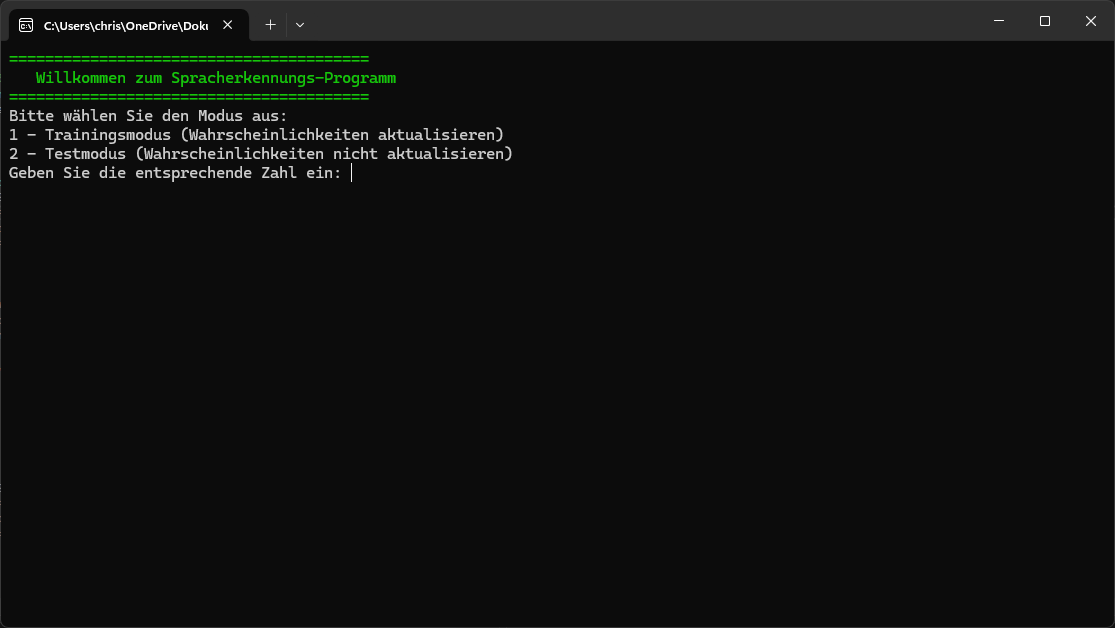 C:\Users\chris\OneDrive\Doku
========================================
Willkommen zum Spracherkennungs-Programm
========================================
Bitte wählen Sie den Modus aus:
1 - Trainingsmodus (Wahrscheinlichkeiten aktualisieren)
2 - Testmodus (Wahrscheinlichkeiten nicht aktualisieren)
Geben Sie die entsprechende Zahl ein: